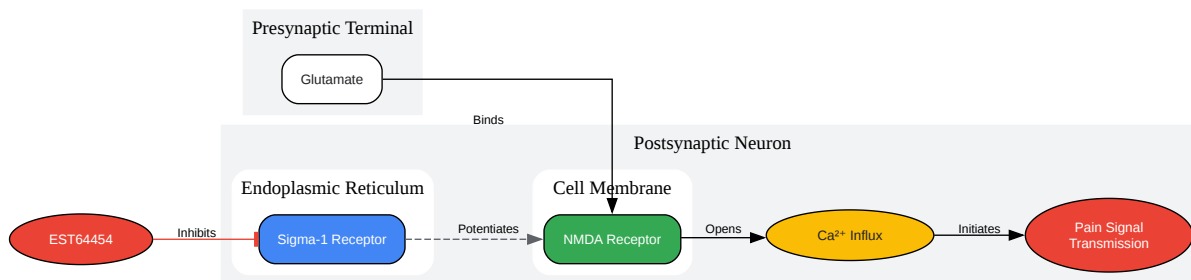 Presynaptic Terminal
Glutamate
Binds
Postsynaptic Neuron
Endoplasmic Reticulum
Cell Membrane
EST64454
Inhibits
Sigma-1 Receptor
Potentiates
NMDA Receptor
Opens
Ca²⁺ Influx
Initiates
Pain Signal
Transmission